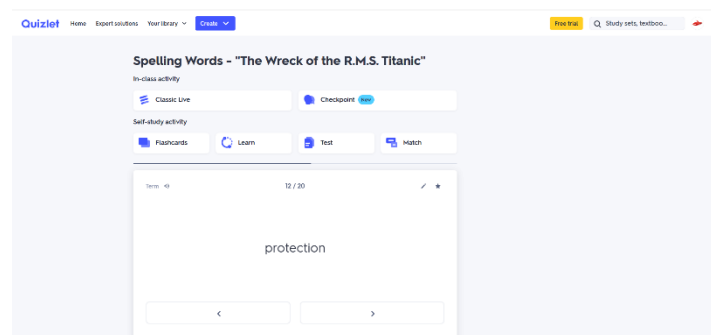 Quizlet Home Expert solutions Your library Create Free trial Study sets, textboo...
Spelling Words - "The Wreck of the R.M.S. Titanic"
In-class activity
Classic Live Checkpoint New
Self-study activity
Flashcards Learn Test Match
Term 12 / 20
protection